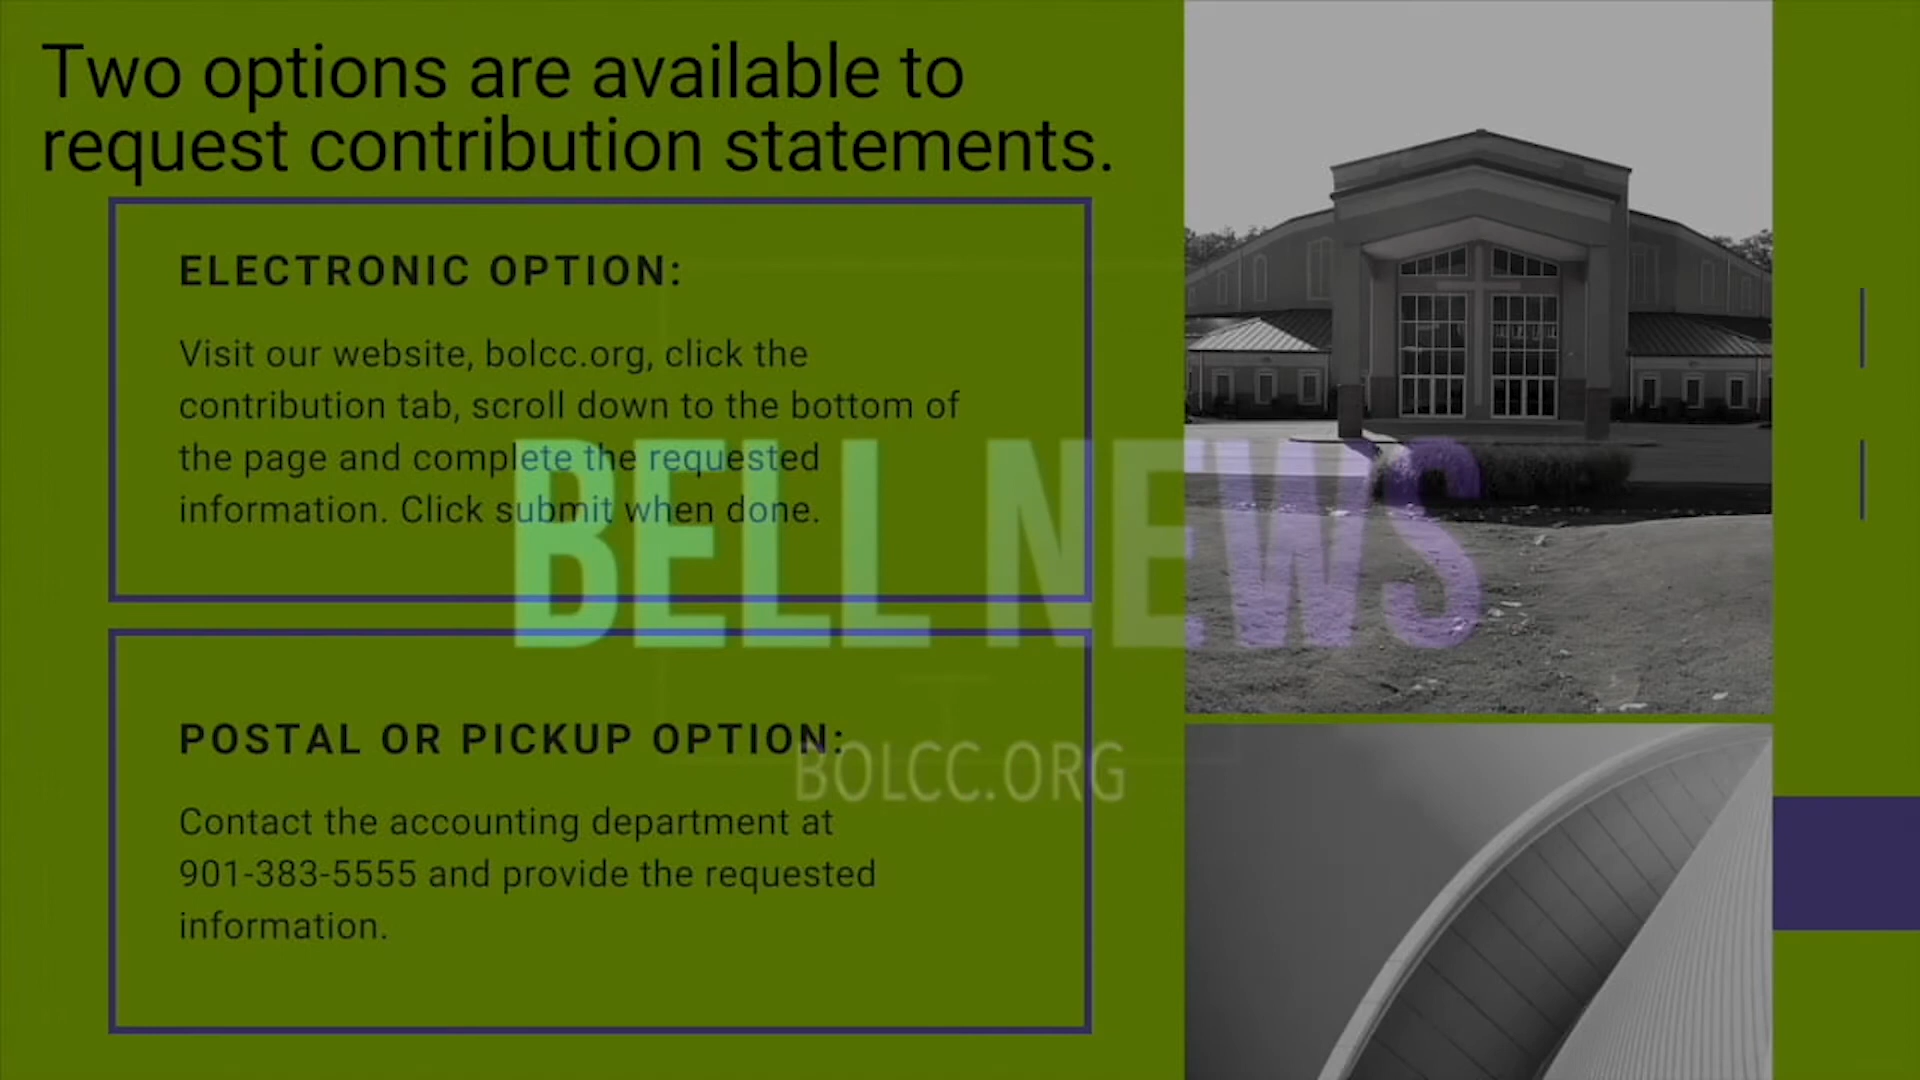 Two options are available to
request contribution statements.
ELECTRONIC OPTION:
Visit our website, bolcc.org, click the
contribution tab, scroll down to the bottom of
the page and complete the requested
information. Click submit when done.
BELL NEWS
POSTAL OR PICKUP OPTION:
BOLCC.ORG
Contact the accounting department at
901-383-5555 and provide the requested
information.